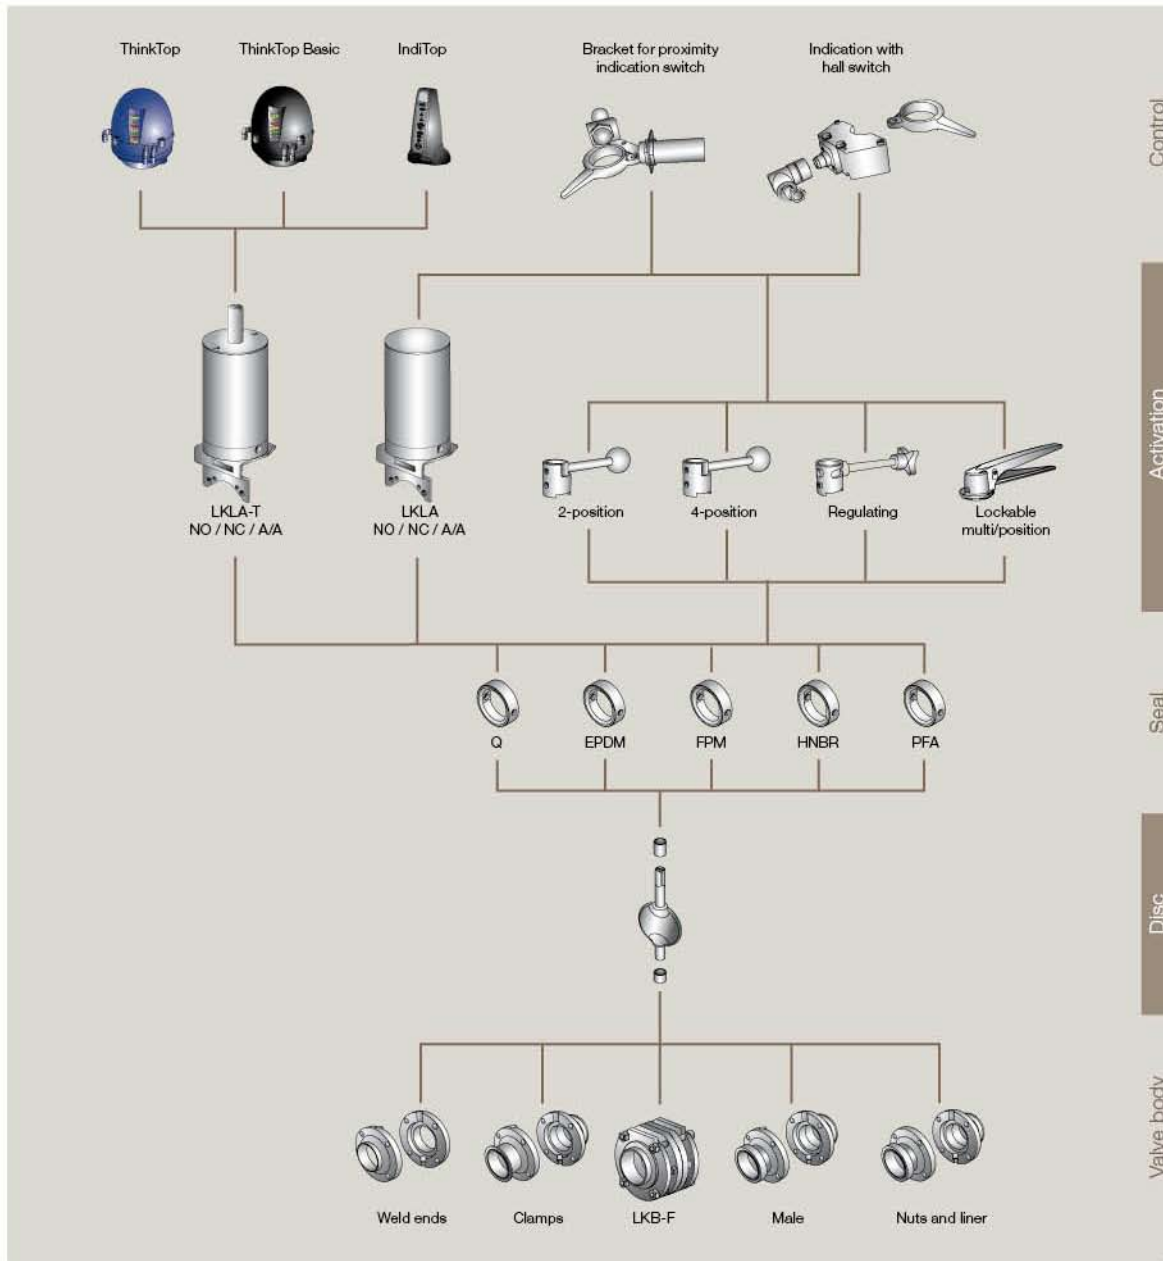 ThinkTop
ThinkTop Basic
IndiTop
Bracket for proximity
indication switch
Indication with
hall switch
Control
LKLA-T
NO / NC / A/A
LKLA
NO / NC / A/A
2-position
4-position
Regulating
Lockable
multi/position
Activation
Q
EPDM
FPM
HNBR
PFA
Seal
Disc
Weld ends
Clamps
LKB-F
Male
Nuts and liner
Valve body